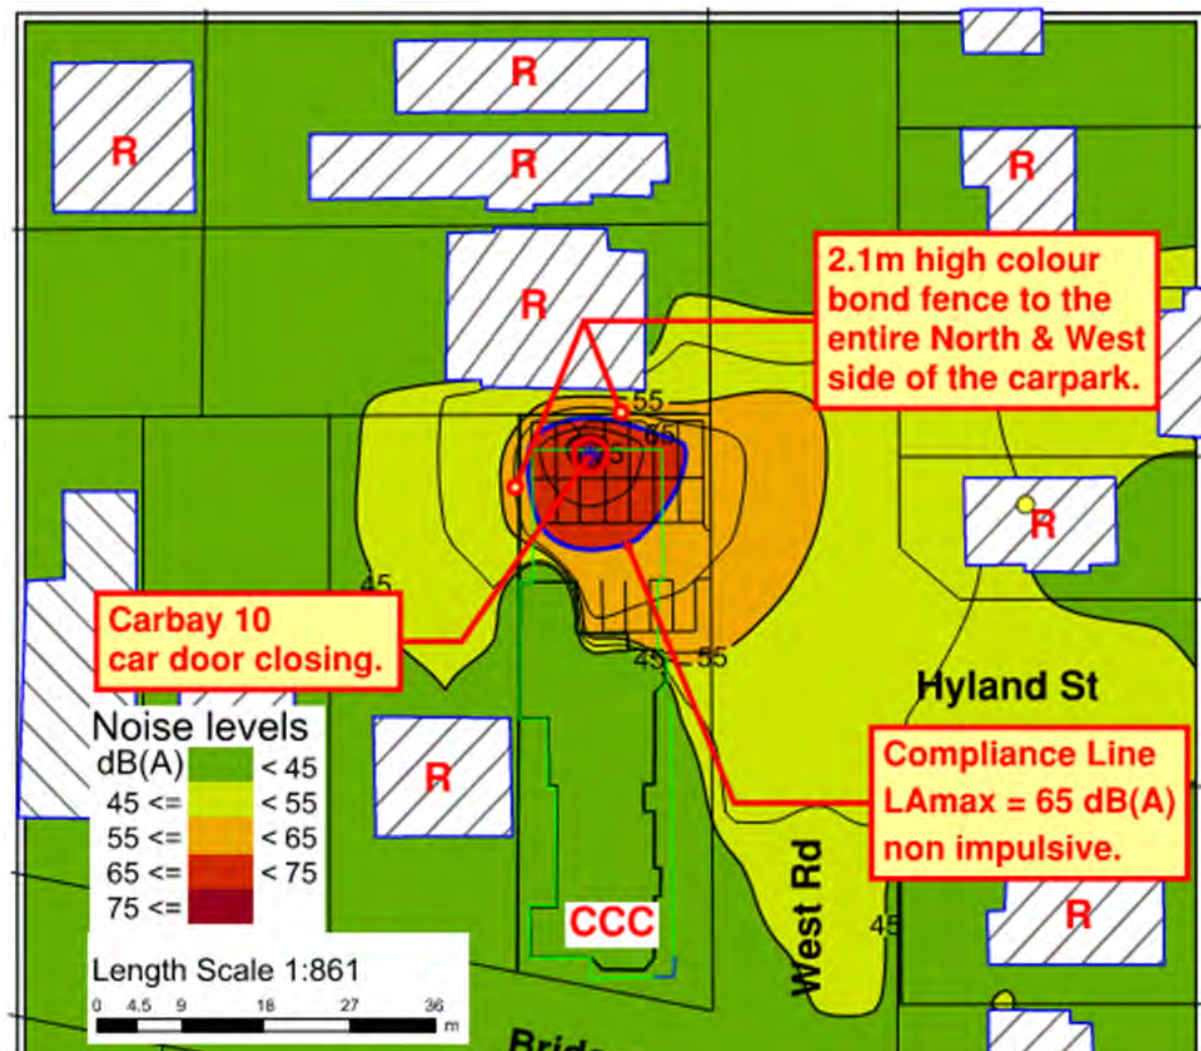 R
R
R
R
2.1m high colour
bond fence to the
entire North & West
side of the carpark.
R
55
65
75
R
45
Carbay 10
car door closing.
45
55
Hyland St
Noise levels
dB(A)
< 45
45 <=
< 55
55 <=
< 65
65 <=
< 75
75 <=
R
Compliance Line
LAmax = 65 dB(A)
non impulsive.
West Rd
CCC
R
45
Length Scale 1:861
0 4.5 9 18 27 36
m